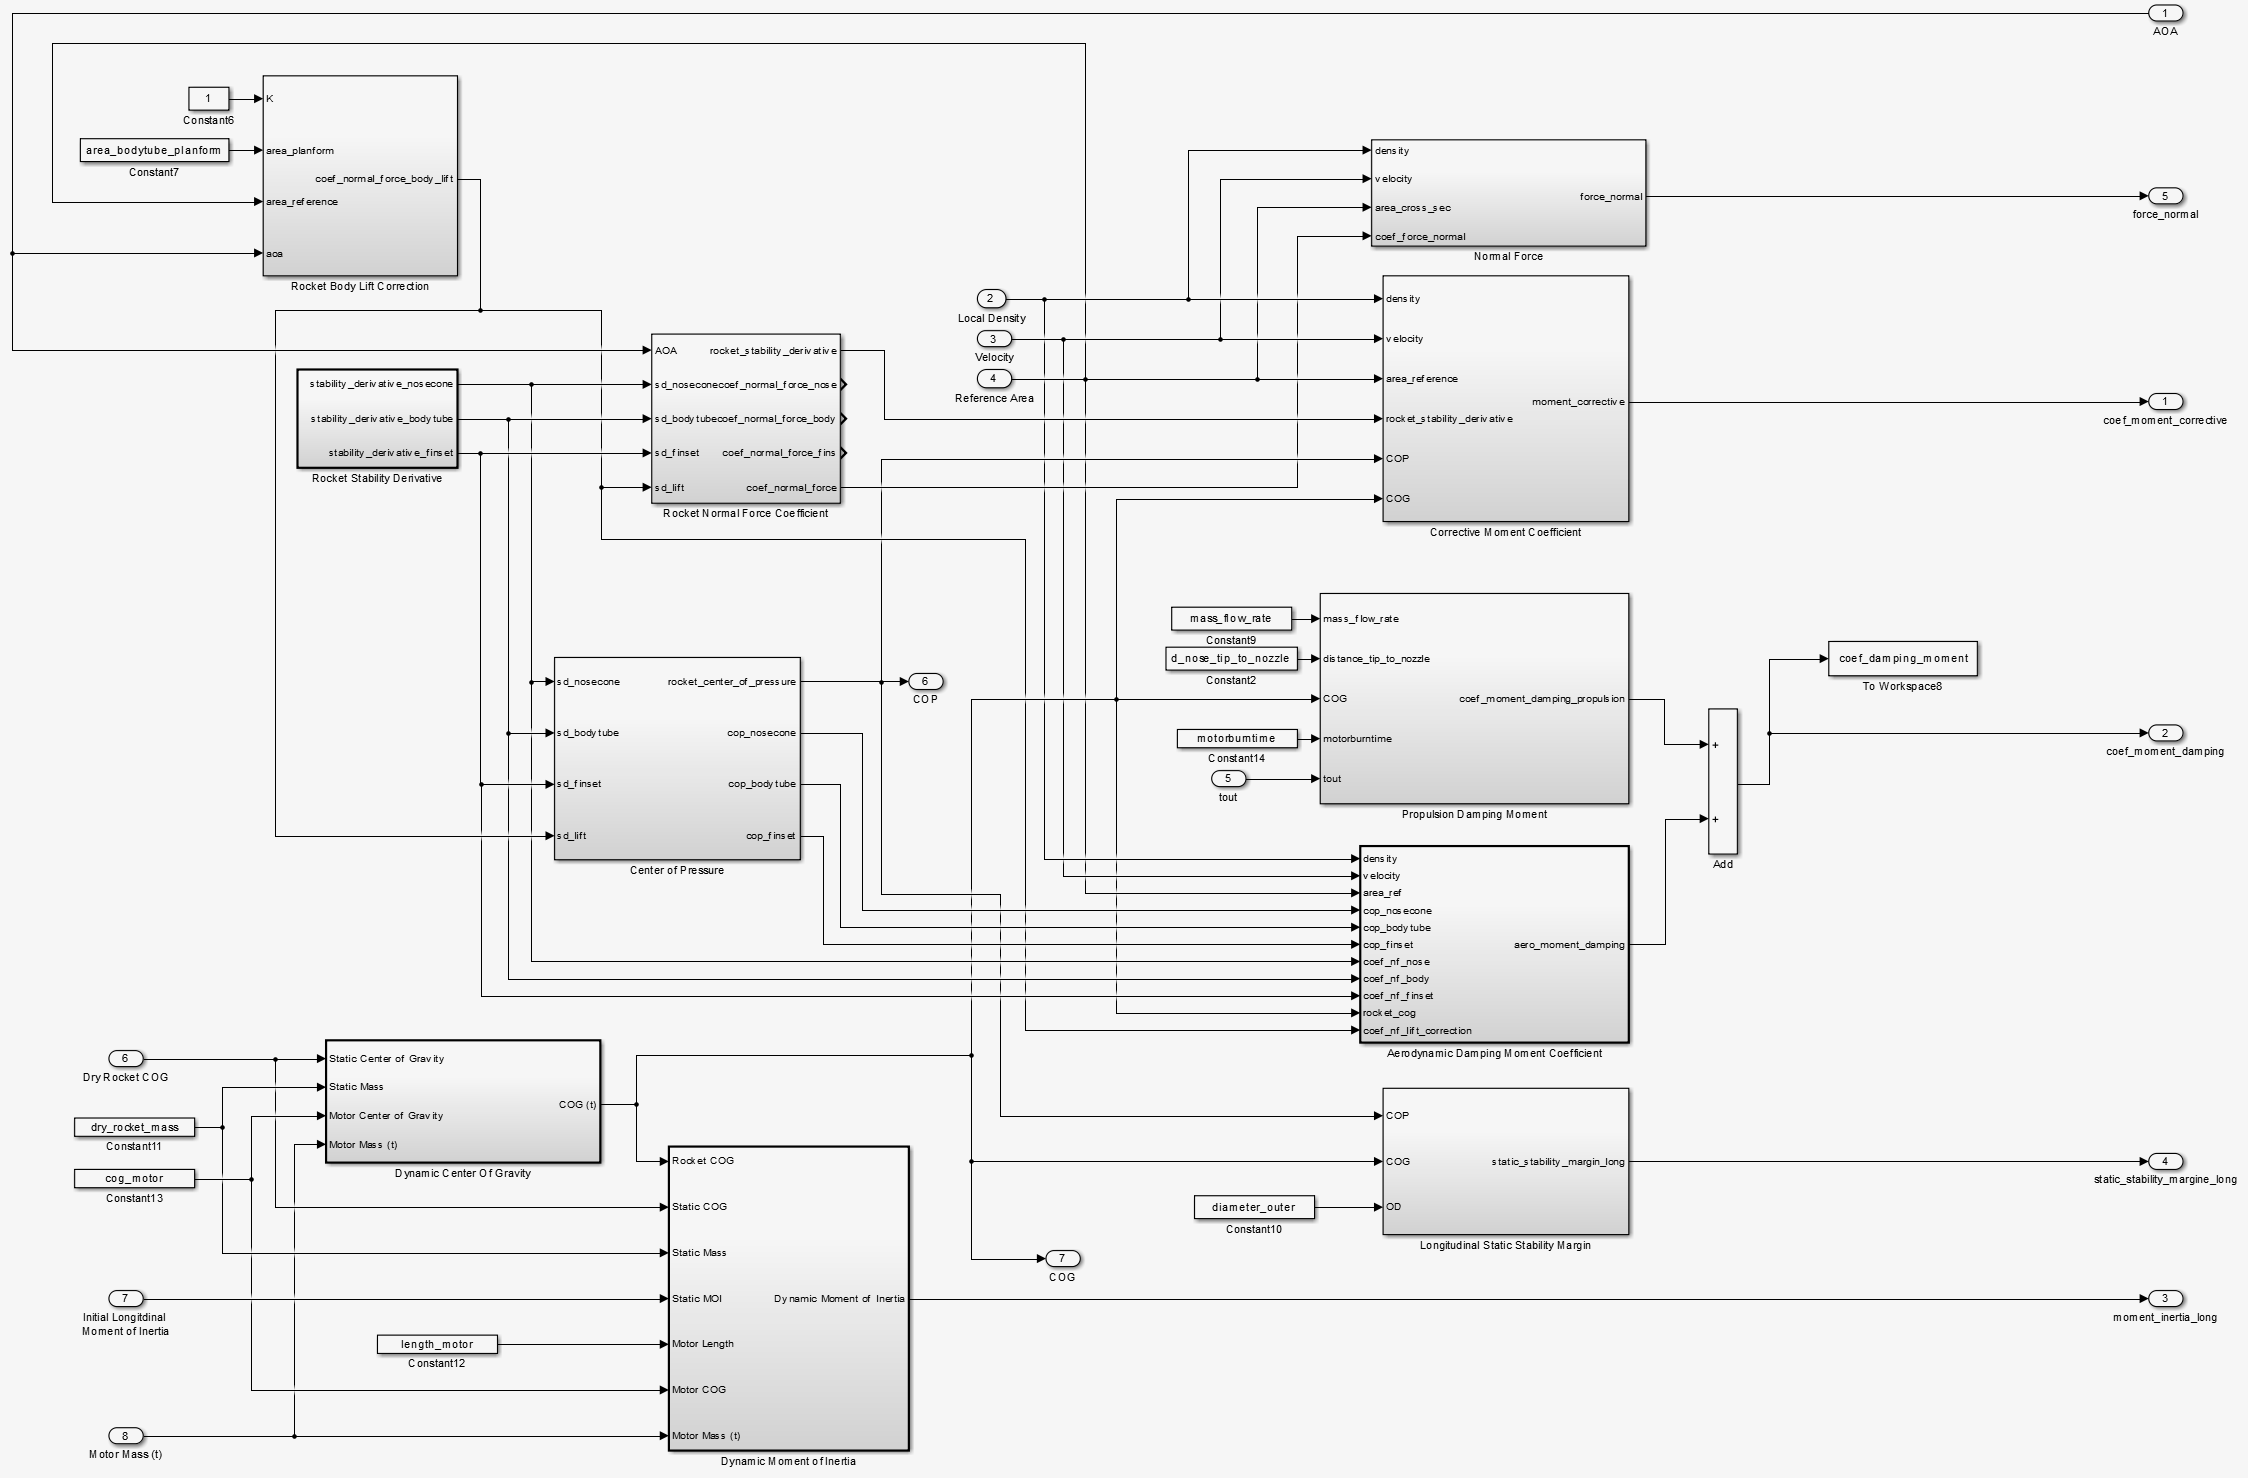 1
AOA
K
1
Constant6
area_planform
area_bodytube_planform
Constant7
coef_normal_force_body_lift
area_reference
aoa
Rocket Body Lift Correction
density
velocity
force_normal
area_cross_sec
coef_force_normal
Normal Force
5
force_normal
2
Local Density
3
Velocity
4
Reference Area
density
velocity
area_reference
moment_corrective
rocket_stability_derivative
COP
COG
Corrective Moment Coefficient
1
coef_moment_corrective
AOA
rocket_stability_derivative
sd_nosecone
coef_normal_force_nose
sd_bodytube
coef_normal_force_body
sd_finset
coef_normal_force_fins
sd_lift
coef_normal_force
Rocket Normal Force Coefficient
stability_derivative_nosecone
stability_derivative_bodytube
stability_derivative_finset
Rocket Stability Derivative
mass_flow_rate
Constant9
d_nose_tip_to_nozzle
Constant2
motorburntime
Constant14
5
tout
mass_flow_rate
distance_tip_to_nozzle
COG
coef_moment_damping_propulsion
motorburntime
tout
Propulsion Damping Moment
coef_damping_moment
To Workspace8
+
+
Add
2
coef_moment_damping
sd_nosecone
rocket_center_of_pressure
sd_bodytube
cop_nosecone
sd_finset
cop_bodytube
sd_lift
cop_finset
Center of Pressure
6
COP
density
velocity
area_ref
cop_nosecone
cop_bodytube
cop_finset
aero_moment_damping
coef_nf_nose
coef_nf_body
coef_nf_finset
rocket_cog
coef_nf_lift_correction
Aerodynamic Damping Moment Coefficient
6
Dry Rocket COG
dry_rocket_mass
Constant11
cog_motor
Constant13
Static Center of Gravity
Static Mass
COG (t)
Motor Center of Gravity
Motor Mass (t)
Dynamic Center Of Gravity
COP
COG
static_stability_margin_long
OD
Longitudinal Static Stability Margin
diameter_outer
Constant10
4
static_stability_margine_long
7
COG
Rocket COG
Static COG
Static Mass
Static MOI
Dynamic Moment of Inertia
Motor Length
Motor COG
Motor Mass (t)
Dynamic Moment of Inertia
7
Initial Longitdinal
Moment of Inertia
length_motor
Constant12
8
Motor Mass (t)
3
moment_inertia_long